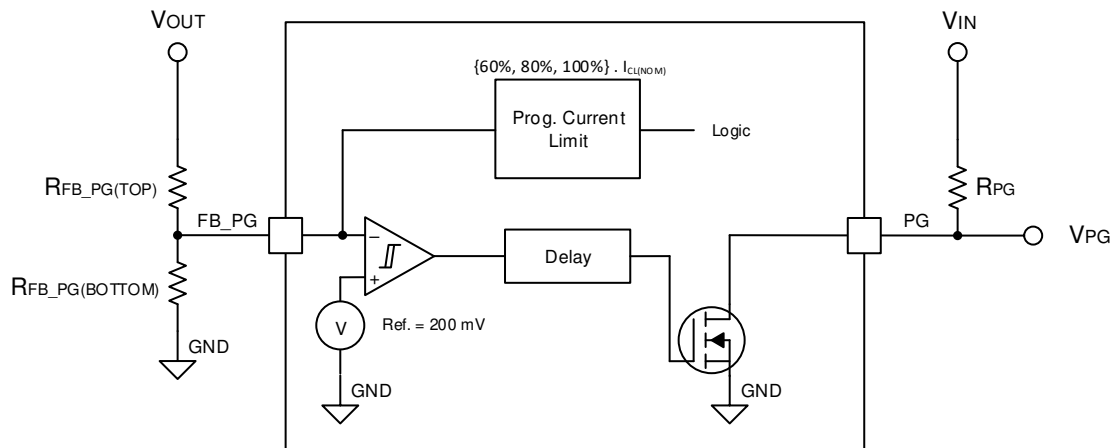 VOUT
VIN
{60%, 80%, 100%} . ICL(NOM)
Prog. Current
Limit
Logic
RFB_PG(TOP)
RPG
FB_PG
PG
VPG
−
Delay
+
RFB_PG(BOTTOM)
V
Ref. = 200 mV
GND
GND
GND